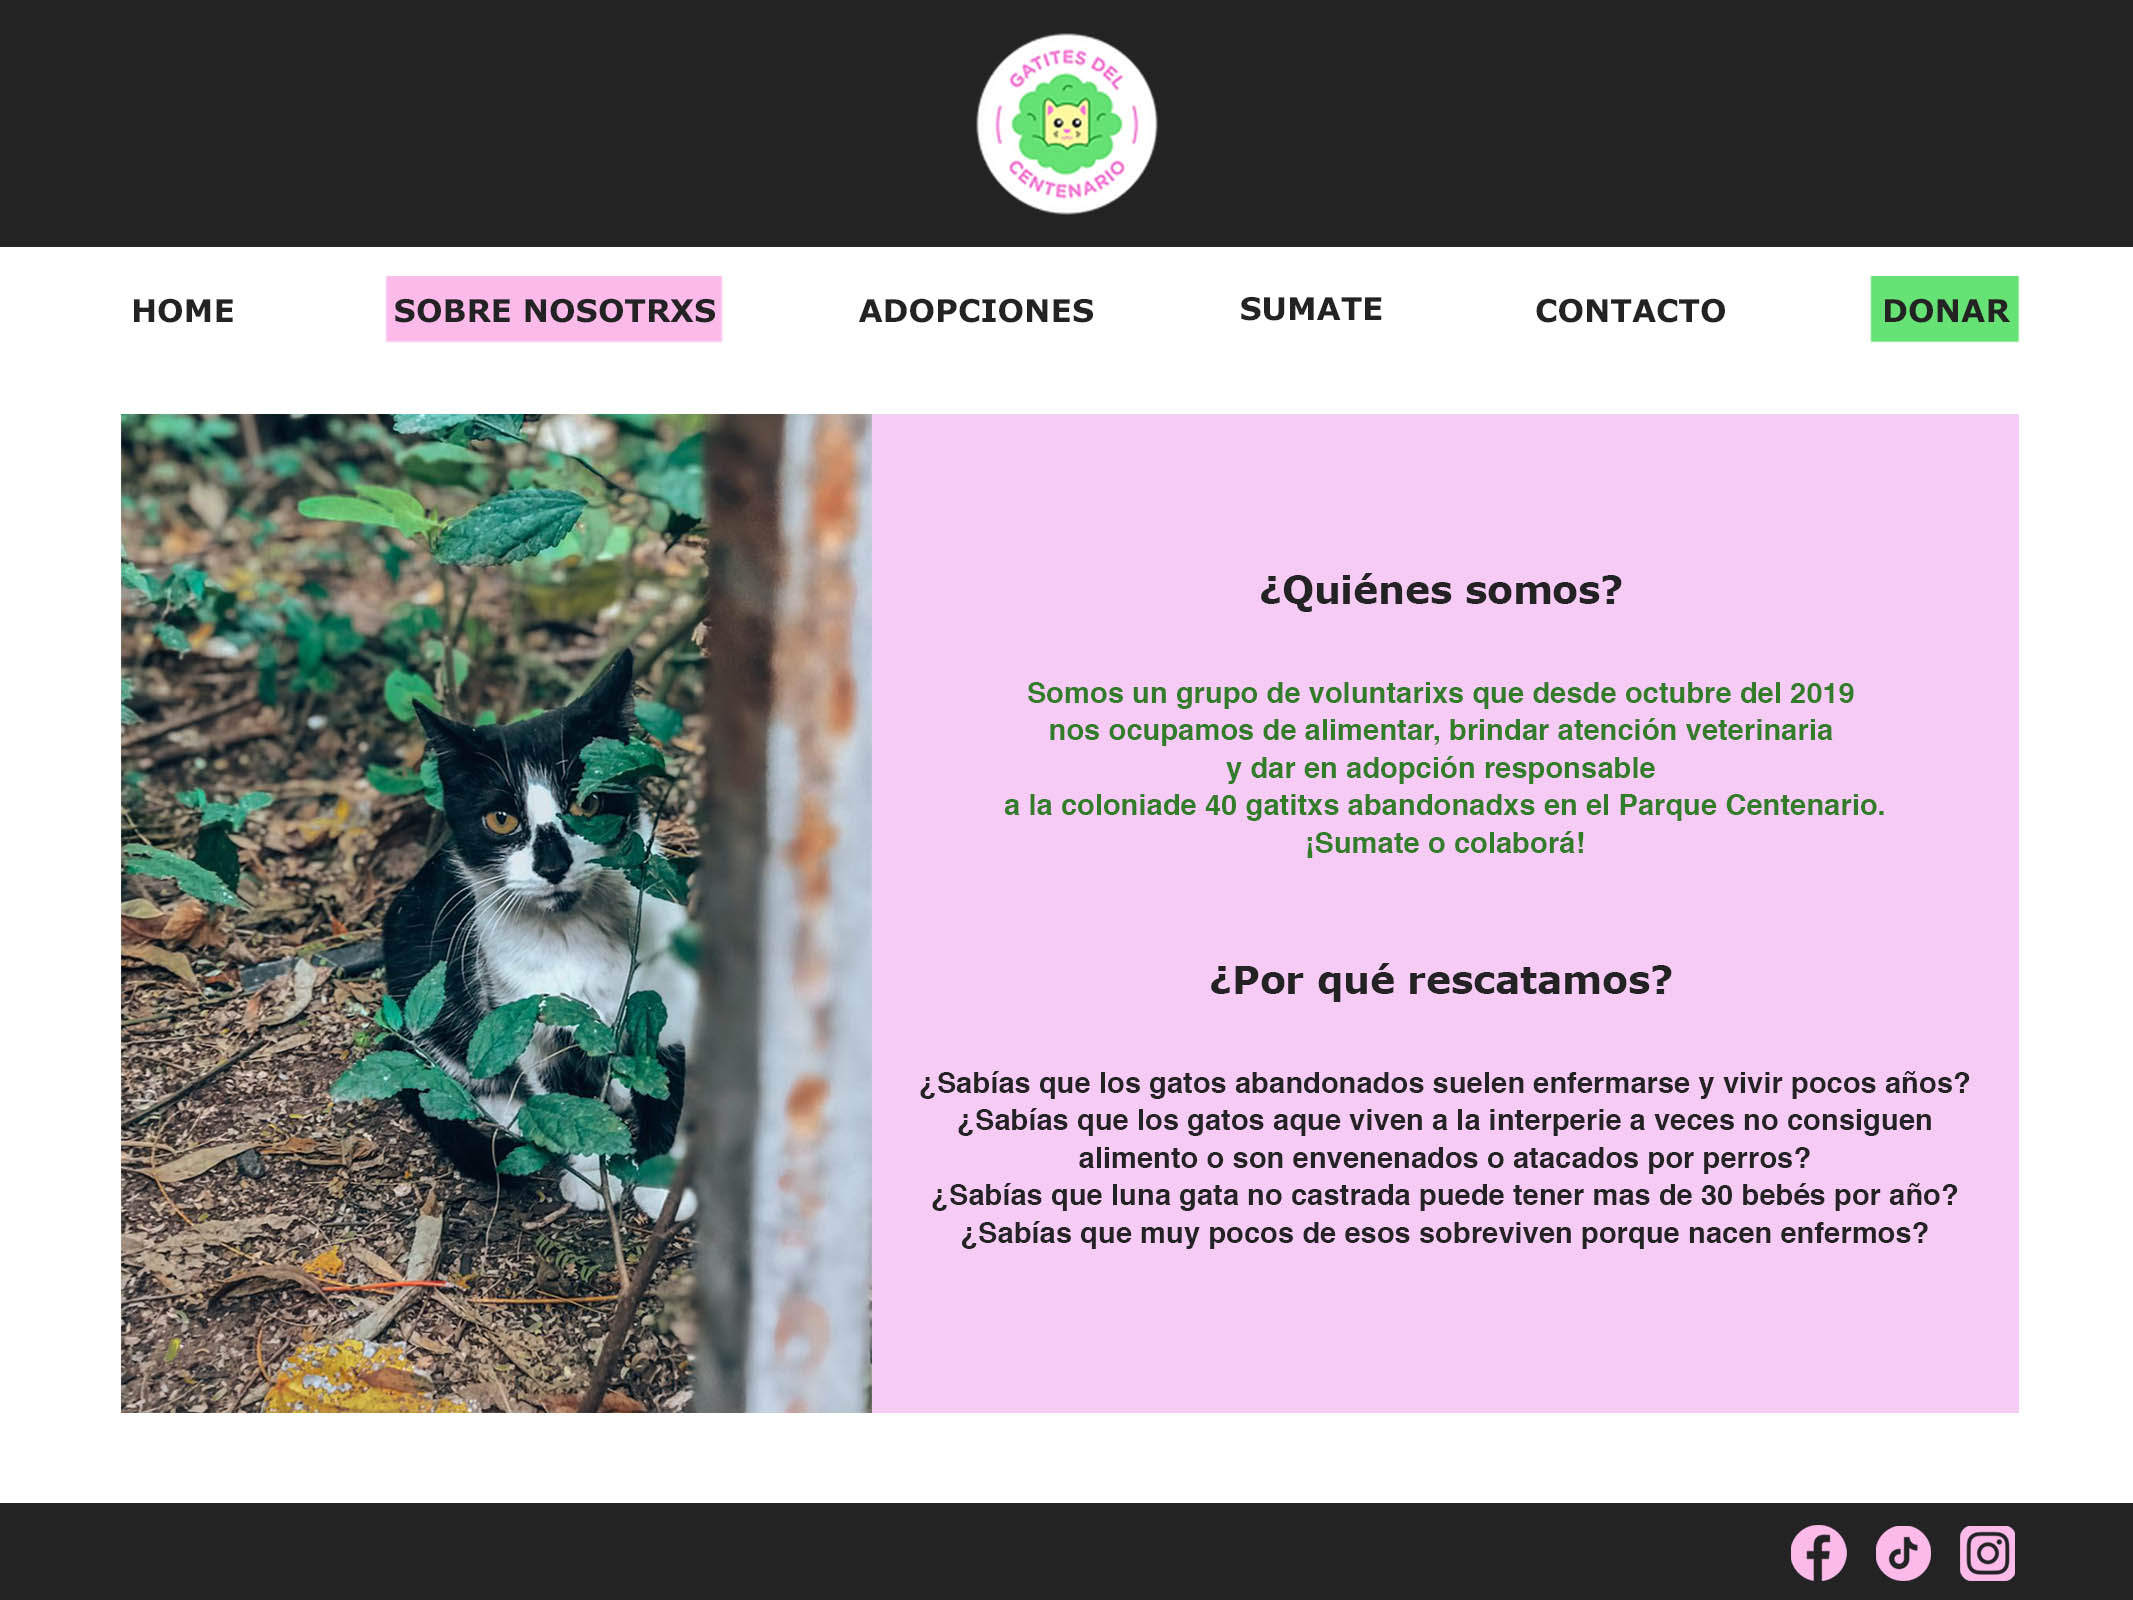 GATITES DEL
CENTENARIO
HOME SOBRE NOSOTRXS ADOPCIONES SUMATE CONTACTO DONAR
¿Quiénes somos?
Somos un grupo de voluntarixs que desde octubre del 2019
nos ocupamos de alimentar, brindar atención veterinaria
y dar en adopción responsable
a la coloniade 40 gatitxs abandonadxs en el Parque Centenario.
¡Sumate o colaborá!
¿Por qué rescatamos?
¿Sabías que los gatos abandonados suelen enfermarse y vivir pocos años?
¿Sabías que los gatos aque viven a la interperie a veces no consiguen
alimento o son envenenados o atacados por perros?
¿Sabías que luna gata no castrada puede tener mas de 30 bebés por año?
¿Sabías que muy pocos de esos sobreviven porque nacen enfermos?